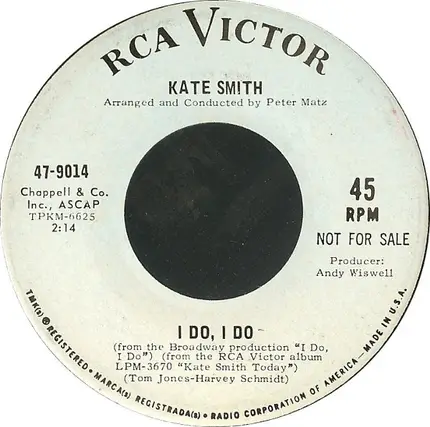 RCA VICTOR
KATE SMITH
Arranged and Conducted by Peter Matz
47-9014
Chappell & Co.
Inc., ASCAP
TPKM-6625
2:14
45
RPM
NOT FOR SALE
Producer:
Andy Wiswell
I DO, I DO
(from the Broadway production "I Do,
I Do") (from the RCA Victor album
LPM-3670 "Kate Smith Today")
(Tom Jones-Harvey Schmidt)
TMK(s) ® REGISTERED • MARCA(s) REGISTRADA(s) • RADIO CORPORATION OF AMERICA—MADE IN U.S.A.